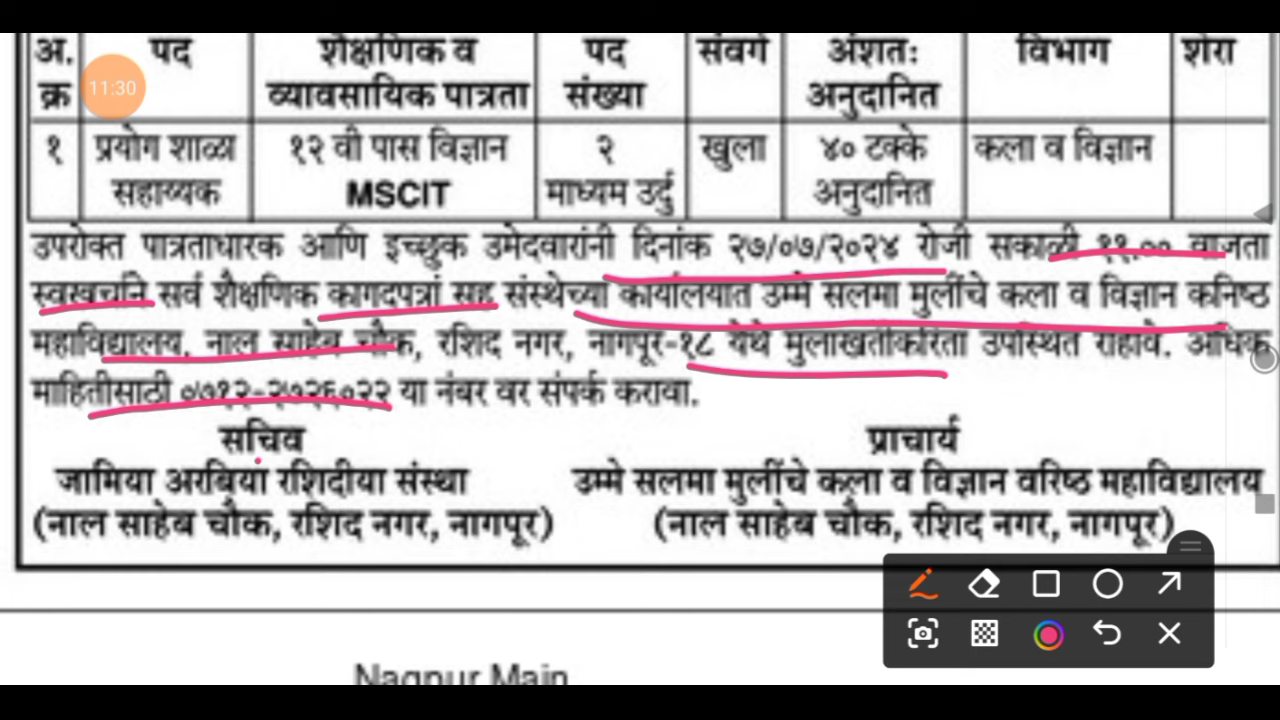 अ. क्र पद शैक्षणिक व व्यावसायिक पात्रता पद संख्या संवर्ग अंशतः अनुदानित विभाग शेरा
11:30
१ प्रयोग शाळा सहाय्यक १२ वी पास विज्ञान MSCIT २ माध्यम उर्दु खुला ४० टक्के अनुदानित कला व विज्ञान
उपरोक्त पात्रताधारक आणि इच्छुक उमेदवारांनी दिनांक २७/०७/२०२४ रोजी सकाळी ११.०० वाजता
स्वखर्चाने सर्व शैक्षणिक कागदपत्रां सह संस्थेच्या कार्यालयात उम्मे सलमा मुलींचे कला व विज्ञान कनिष्ठ
महाविद्यालय, नाल साहेब चौक, रशिद नगर, नागपूर-१८ येथे मुलाखतीकरिता उपस्थित राहावे. अधिक
माहितीसाठी ०७१२-२७२६०२२ या नंबर वर संपर्क करावा.
सचिव प्राचार्य
जामिया अरबिया रशिदीया संस्था उम्मे सलमा मुलींचे कला व विज्ञान वरिष्ठ महाविद्यालय
(नाल साहेब चौक, रशिद नगर, नागपूर) (नाल साहेब चौक, रशिद नगर, नागपूर)
Nagpur Main